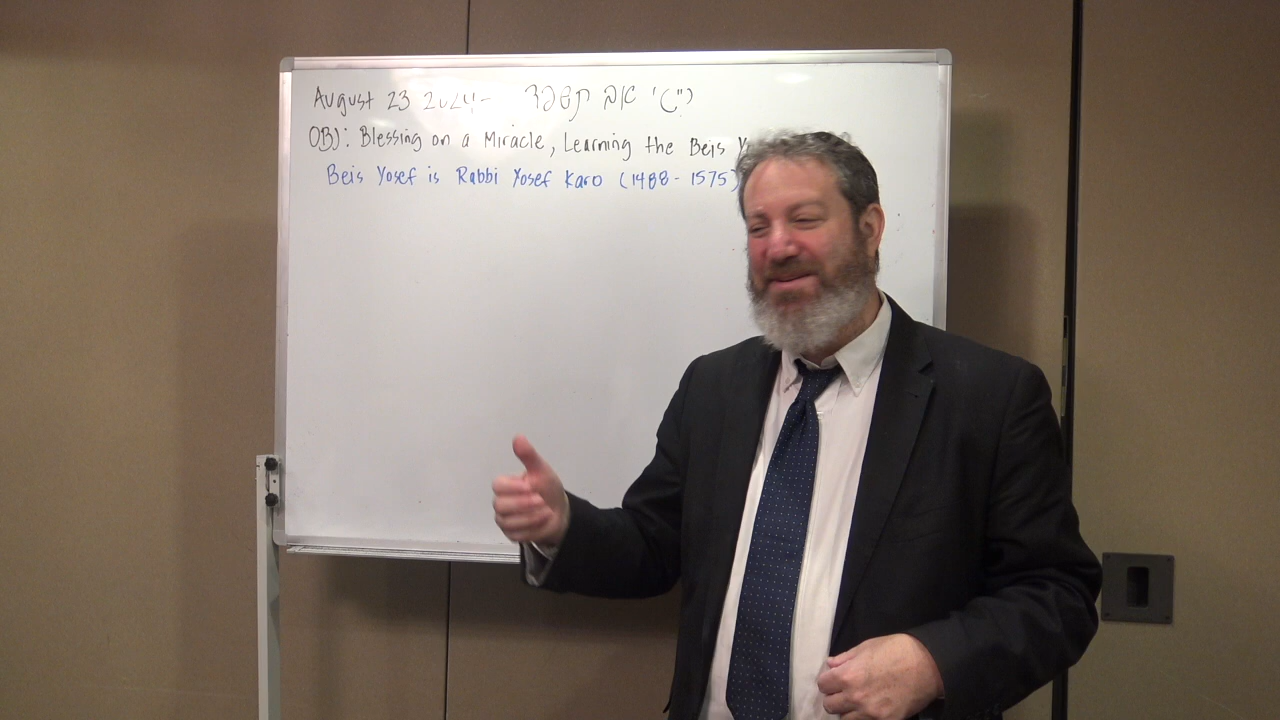 August 23 2024- אב תשפד
OBJ: Blessing on a Miracle, Learning the Beis
Beis Yosef is Rabbi Yosef Karo (1488 - 1575)